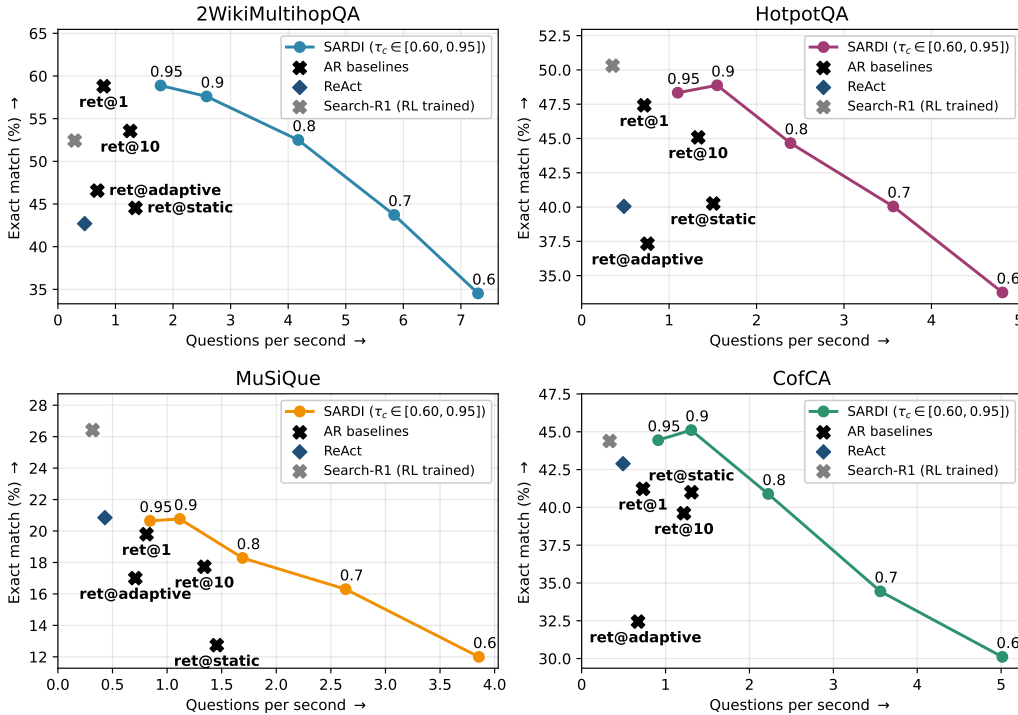 2WikiMultihopQA
65
60
55
50
45
40
35
Exact match (%) →
0.95
0.9
0.8
0.7
0.6
ret@1
ret@10
ret@adaptive
ret@static
SARDI (τc ∈ [0.60, 0.95])
AR baselines
ReAct
Search-R1 (RL trained)
0 1 2 3 4 5 6 7
Questions per second →
HotpotQA
52.5
50.0
47.5
45.0
42.5
40.0
37.5
35.0
Exact match (%) →
0.95
0.9
0.8
0.7
0.6
ret@1
ret@10
ret@static
ret@adaptive
SARDI (τc ∈ [0.60, 0.95])
AR baselines
ReAct
Search-R1 (RL trained)
0 1 2 3 4 5
Questions per second →
MuSiQue
28
26
24
22
20
18
16
14
12
Exact match (%) →
0.95
0.9
0.8
0.7
0.6
ret@1
ret@10
ret@adaptive
ret@static
SARDI (τc ∈ [0.60, 0.95])
AR baselines
ReAct
Search-R1 (RL trained)
0.0 0.5 1.0 1.5 2.0 2.5 3.0 3.5 4.0
Questions per second →
CofCA
47.5
45.0
42.5
40.0
37.5
35.0
32.5
30.0
Exact match (%) →
0.95
0.9
0.8
0.7
0.6
ret@static
ret@1
ret@10
ret@adaptive
SARDI (τc ∈ [0.60, 0.95])
AR baselines
ReAct
Search-R1 (RL trained)
0 1 2 3 4 5
Questions per second →